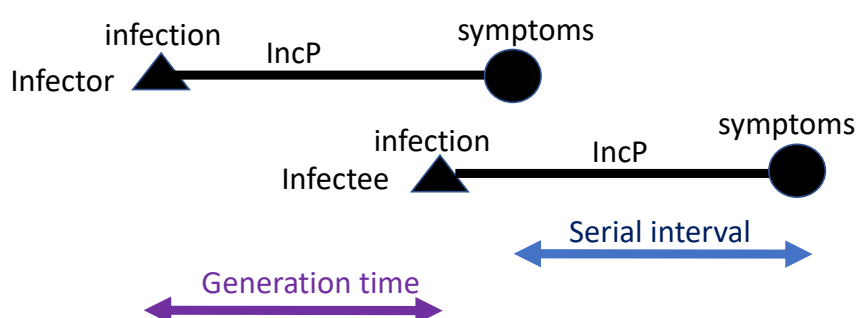 infection
symptoms
IncP
Infector
symptoms
infection
IncP
Infectee
Serial interval
Generation time